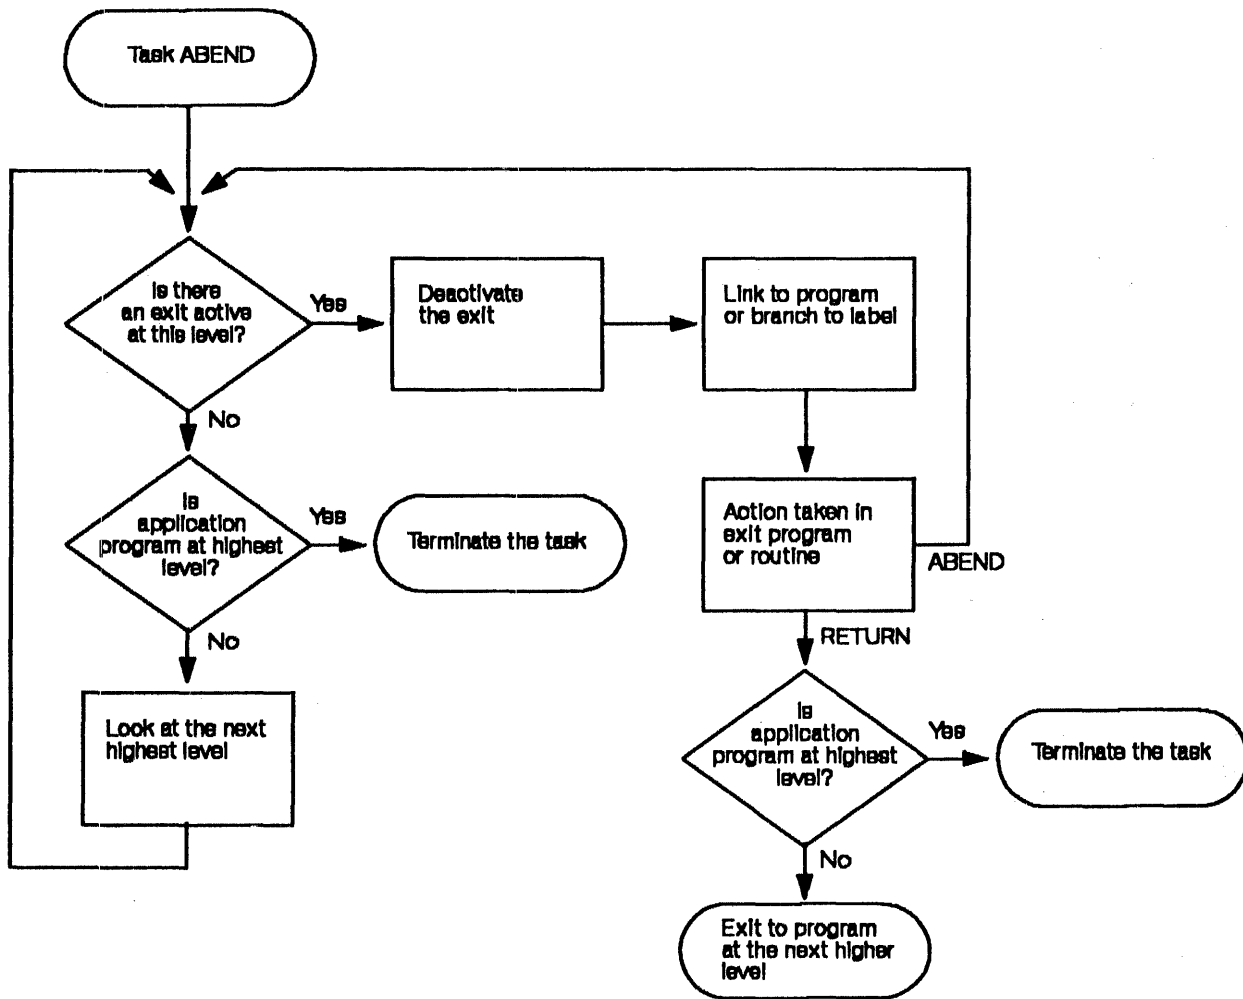 Task ABEND
Is there
an exit active
at this level?
Yes
Deactivate
the exit
Link to program
or branch to label
No
Is
application
program at highest
level?
Yes
Terminate the task
Action taken in
exit program
or routine
ABEND
No
RETURN
Look at the next
highest level
Is
application
program at highest
level?
Yes
Terminate the task
No
Exit to program
at the next higher
level